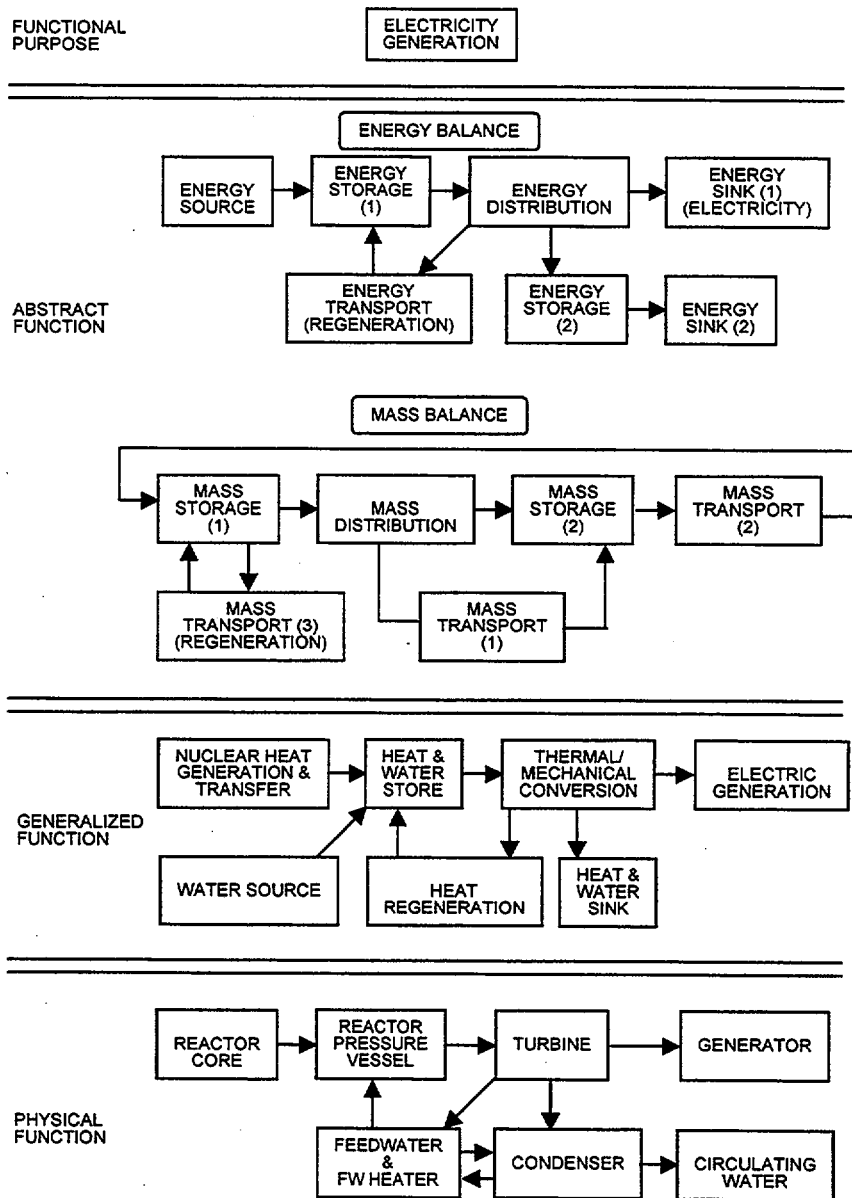 FUNCTIONAL
PURPOSE
ELECTRICITY
GENERATION
ENERGY BALANCE
ENERGY
SOURCE
ENERGY
STORAGE
(1)
ENERGY
DISTRIBUTION
ENERGY
SINK (1)
(ELECTRICITY)
ABSTRACT
FUNCTION
ENERGY
TRANSPORT
(REGENERATION)
ENERGY
STORAGE
(2)
ENERGY
SINK (2)
MASS BALANCE
MASS
STORAGE
(1)
MASS
DISTRIBUTION
MASS
STORAGE
(2)
MASS
TRANSPORT
(2)
MASS
TRANSPORT (3)
(REGENERATION)
MASS
TRANSPORT
(1)
GENERALIZED
FUNCTION
NUCLEAR HEAT
GENERATION &
TRANSFER
HEAT &
WATER
STORE
THERMAL/
MECHANICAL
CONVERSION
ELECTRIC
GENERATION
WATER SOURCE
HEAT
REGENERATION
HEAT &
WATER
SINK
PHYSICAL
FUNCTION
REACTOR
CORE
REACTOR
PRESSURE
VESSEL
TURBINE
GENERATOR
FEEDWATER
&
FW HEATER
CONDENSER
CIRCULATING
WATER